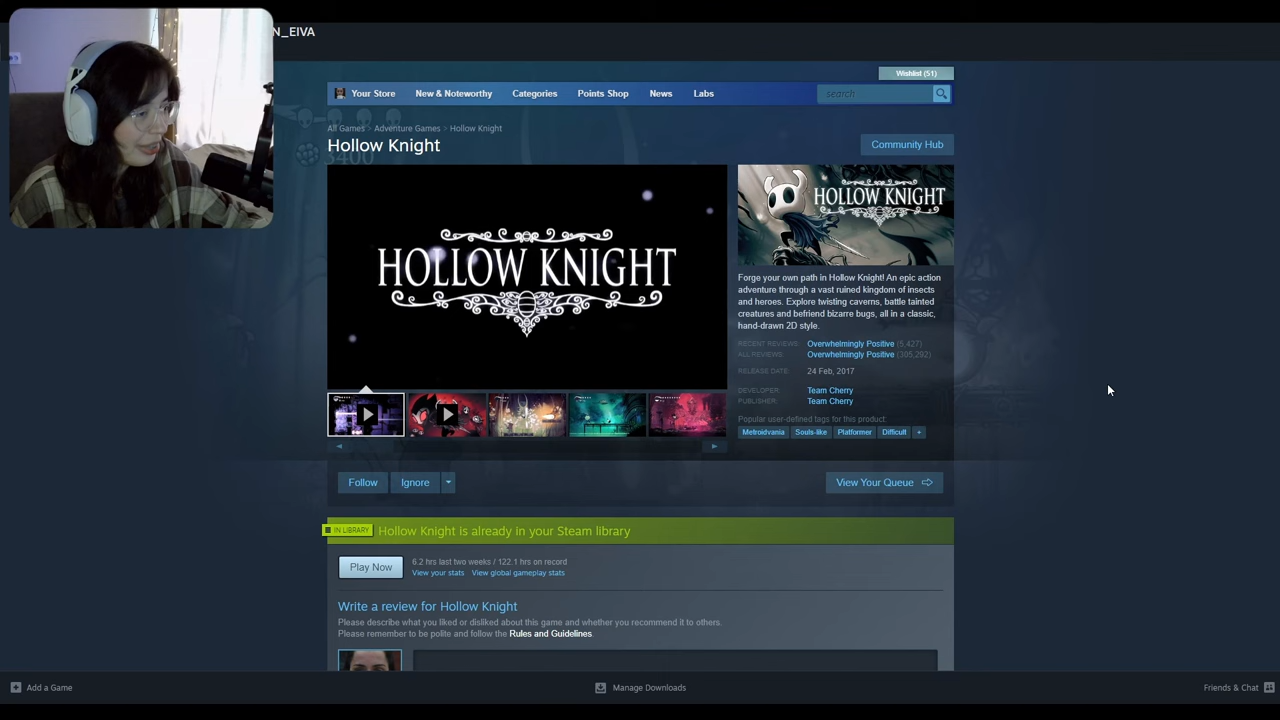 N_EIVA
Wishlist (51)
Your Store New & Noteworthy Categories Points Shop News Labs search
All Games > Adventure Games > Hollow Knight
Hollow Knight
Community Hub
3400
HOLLOW KNIGHT
HOLLOW KNIGHT
Forge your own path in Hollow Knight! An epic action
adventure through a vast ruined kingdom of insects
and heroes. Explore twisting caverns, battle tainted
creatures and befriend bizarre bugs, all in a classic,
hand-drawn 2D style.
RECENT REVIEWS: Overwhelmingly Positive (5,427)
ALL REVIEWS: Overwhelmingly Positive (305,292)
RELEASE DATE: 24 Feb, 2017
DEVELOPER: Team Cherry
PUBLISHER: Team Cherry
Popular user-defined tags for this product:
Metroidvania Souls-like Platformer Difficult +
Follow Ignore View Your Queue
IN LIBRARY Hollow Knight is already in your Steam library
Play Now
6.2 hrs last two weeks / 122.1 hrs on record
View your stats View global gameplay stats
Write a review for Hollow Knight
Please describe what you liked or disliked about this game and whether you recommend it to others.
Please remember to be polite and follow the Rules and Guidelines.
Add a Game Manage Downloads Friends & Chat